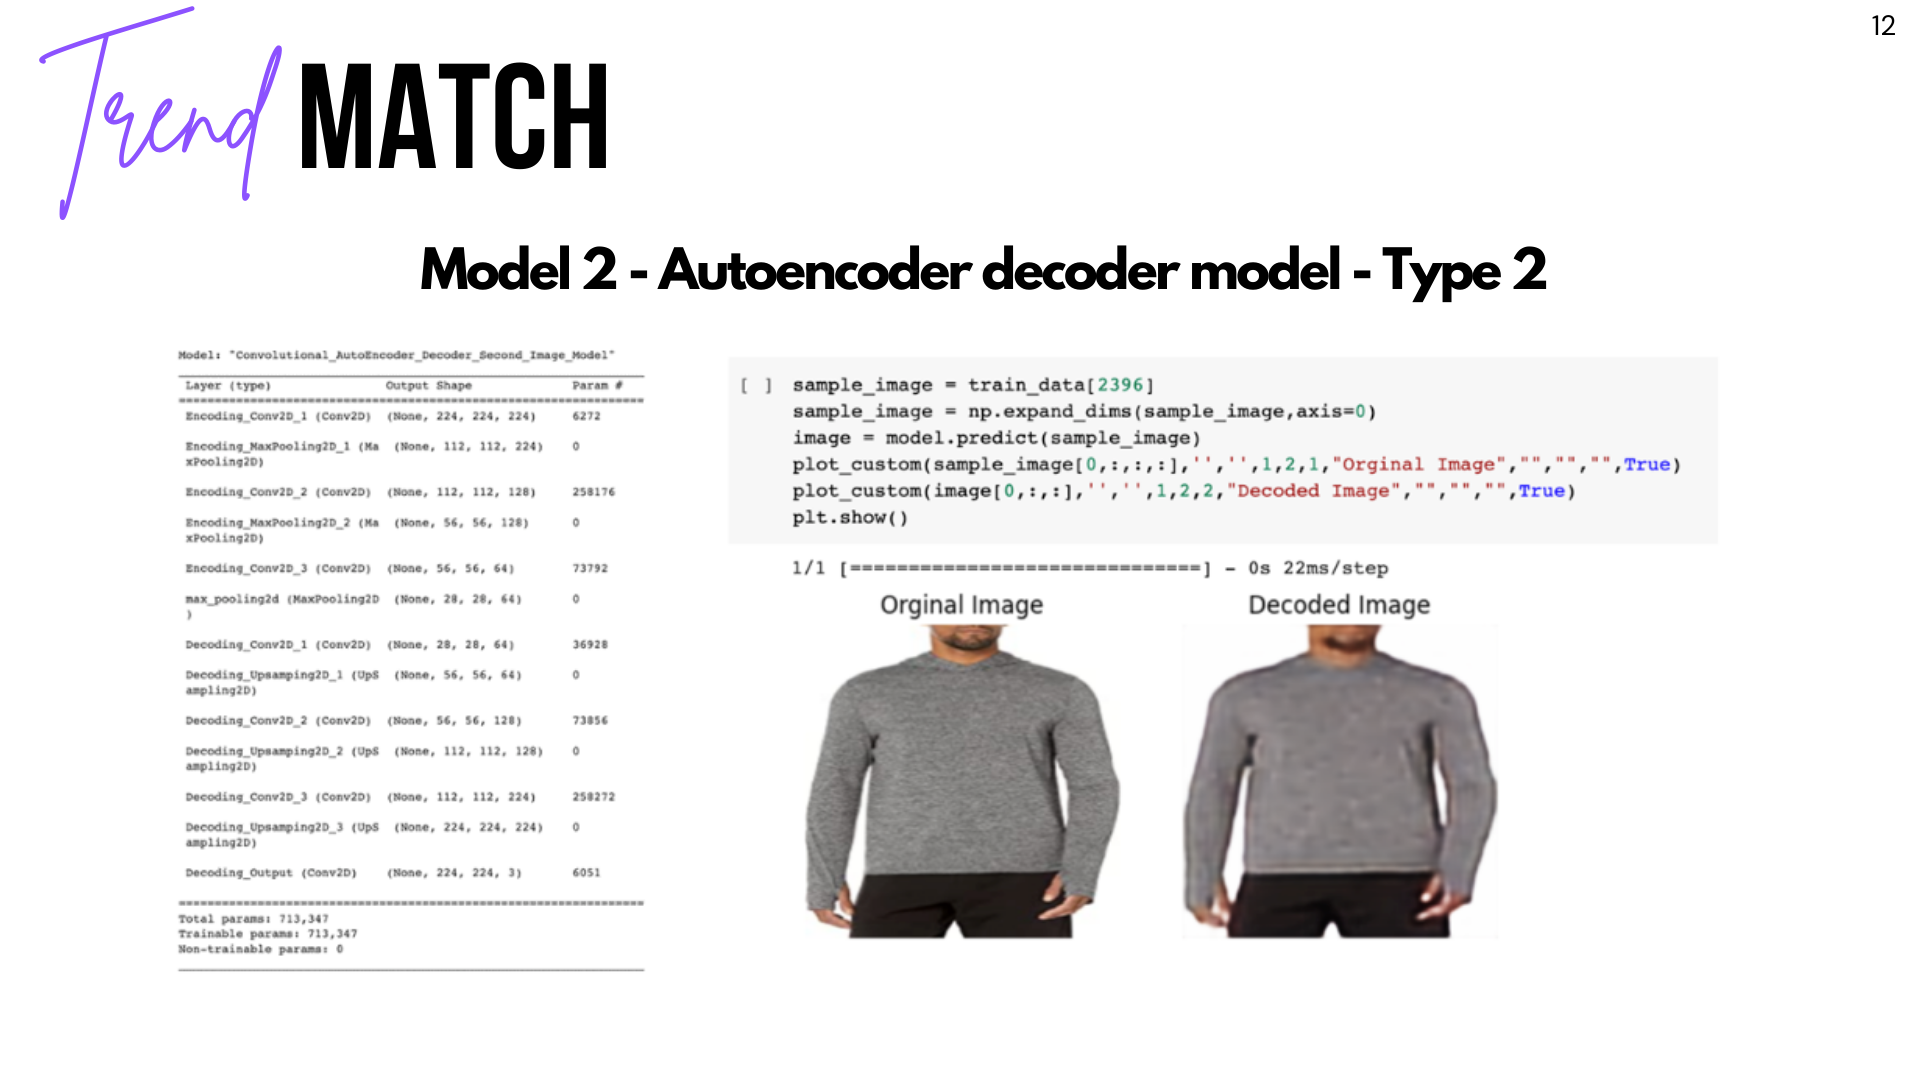 12
Trend MATCH
Model 2 - Autoencoder decoder model - Type 2
Model: "Convolutional_AutoEncoder_Decoder_Second_Image_Model"
Layer (type) Output Shape Param #
=================================================================
Encoding_Conv2D_1 (Conv2D) (None, 224, 224, 224) 6272
Encoding_MaxPooling2D_1 (Ma (None, 112, 112, 224) 0
xPooling2D)
Encoding_Conv2D_2 (Conv2D) (None, 112, 112, 128) 258176
Encoding_MaxPooling2D_2 (Ma (None, 56, 56, 128) 0
xPooling2D)
Encoding_Conv2D_3 (Conv2D) (None, 56, 56, 64) 73792
max_pooling2d (MaxPooling2D (None, 28, 28, 64) 0
)
Decoding_Conv2D_1 (Conv2D) (None, 28, 28, 64) 36928
Decoding_Upsamping2D_1 (UpS (None, 56, 56, 64) 0
ampling2D)
Decoding_Conv2D_2 (Conv2D) (None, 56, 56, 128) 73856
Decoding_Upsamping2D_2 (UpS (None, 112, 112, 128) 0
ampling2D)
Decoding_Conv2D_3 (Conv2D) (None, 112, 112, 224) 258272
Decoding_Upsamping2D_3 (UpS (None, 224, 224, 224) 0
ampling2D)
Decoding_Output (Conv2D) (None, 224, 224, 3) 6051
=================================================================
Total params: 713,347
Trainable params: 713,347
Non-trainable params: 0
[ ] sample_image = train_data[2396]
sample_image = np.expand_dims(sample_image,axis=0)
image = model.predict(sample_image)
plot_custom(sample_image[0,:,:,:],'','',1,2,1,"Orginal Image","","","",True)
plot_custom(image[0,:,:],'','',1,2,2,"Decoded Image","","","",True)
plt.show()
1/1 [==============================] - 0s 22ms/step
Orginal Image Decoded Image